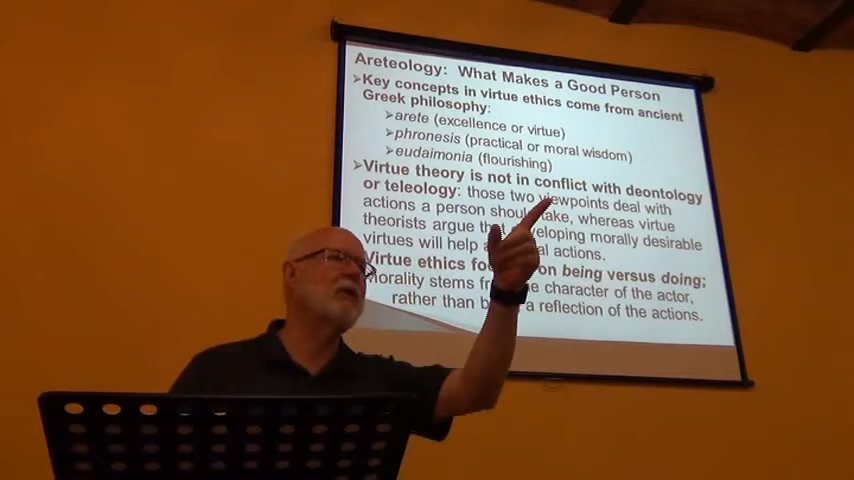 Areteology: What Makes a Good Person
➢Key concepts in virtue ethics come from ancient
Greek philosophy:
➢arete (excellence or virtue)
➢phronesis (practical or moral wisdom)
➢eudaimonia (flourishing)
➢Virtue theory is not in conflict with deontology
or teleology: those two viewpoints deal with
actions a person should take, whereas virtue
theorists argue that developing morally desirable
virtues will help actions.
Virtue ethics on being versus doing;
morality stems the character of the actor,
rather than a reflection of the actions.